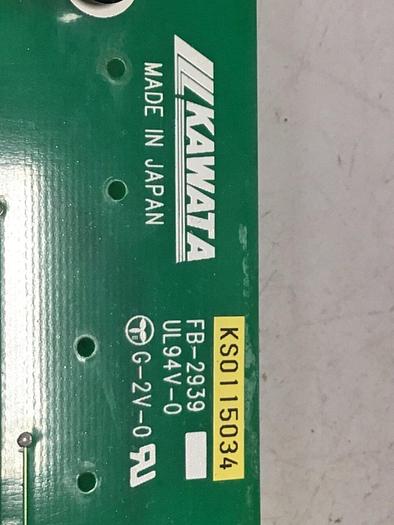 KAWATA
MADE IN JAPAN
KS0115034
FB-2939
UL94V-0
G-2V-0